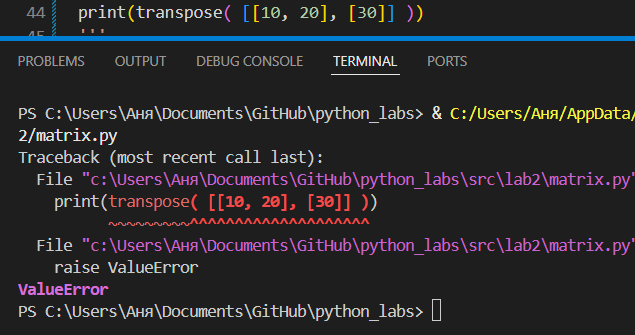 44 print(transpose( [[10, 20], [30]] ))
45 '''
PROBLEMS OUTPUT DEBUG CONSOLE TERMINAL PORTS
PS C:\Users\Аня\Documents\GitHub\python_labs> & C:/Users/Аня/AppData/
2/matrix.py
Traceback (most recent call last):
File "c:\Users\Аня\Documents\GitHub\python_labs\src\lab2\matrix.py"
print(transpose( [[10, 20], [30]] ))
~~~~~~~~~^^^^^^^^^^^^^^^^^^^^
File "c:\Users\Аня\Documents\GitHub\python_labs\src\lab2\matrix.py"
raise ValueError
ValueError
PS C:\Users\Аня\Documents\GitHub\python_labs>